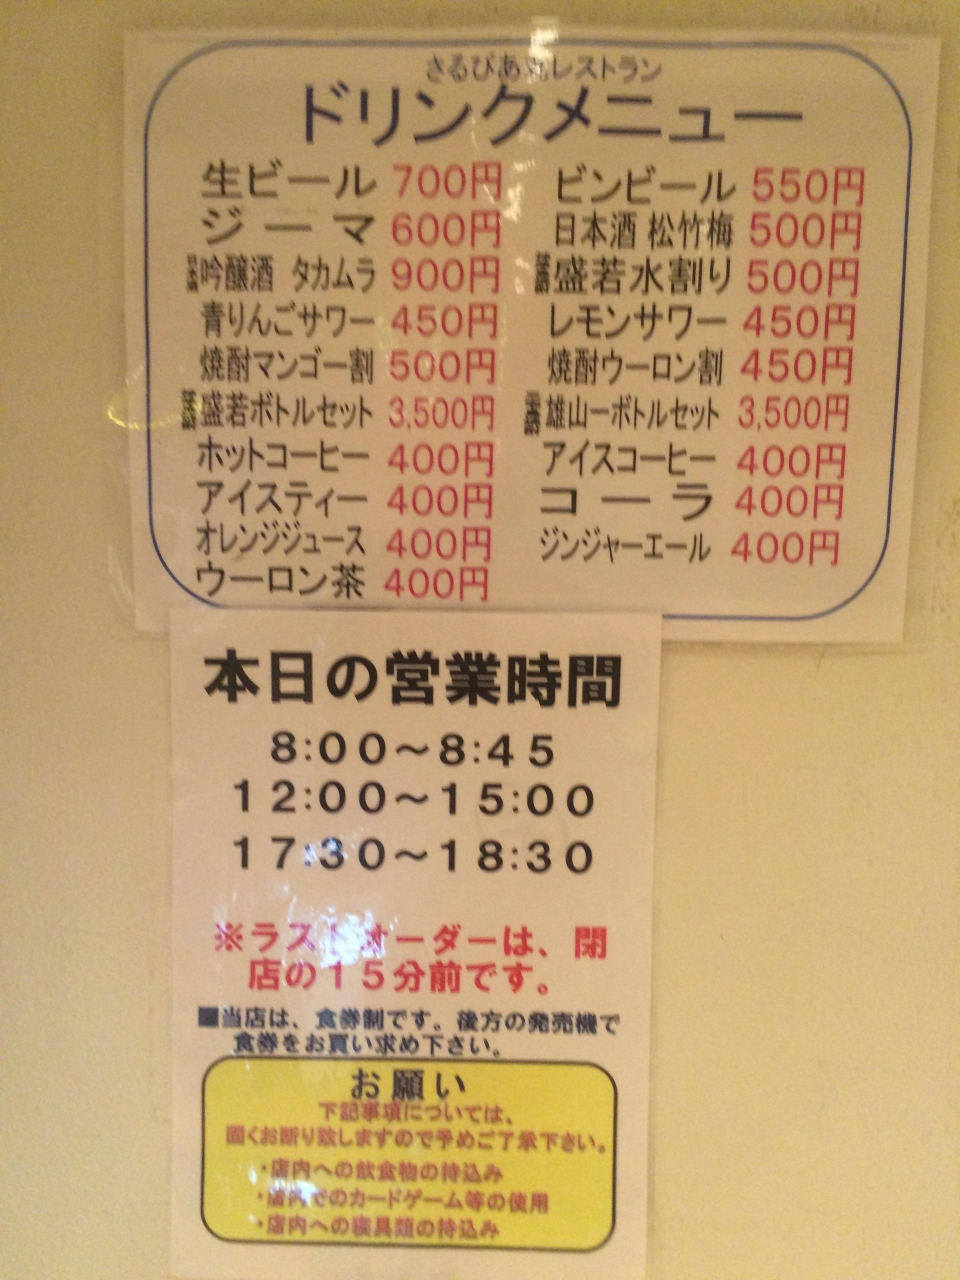 さるびあ丸レストラン
ドリンクメニュー
生ビール 700円 ビンビール 550円
ジーマ 600円 日本酒 松竹梅 500円
日本酒 吟醸酒 タカムラ 900円 盛若水割り 500円
青りんごサワー 450円 レモンサワー 450円
焼酎マンゴー割 500円 焼酎ウーロン割 450円
盛若ボトルセット 3,500円 雄山一ボトルセット 3,500円
ホットコーヒー 400円 アイスコーヒー 400円
アイスティー 400円 コーラ 400円
オレンジジュース 400円 ジンジャーエール 400円
ウーロン茶 400円
本日の営業時間
8:00～8:45
12:00～15:00
17:30～18:30
※ラストオーダーは、閉
店の15分前です。
■当店は、食券制です。後方の発売機で
食券をお買い求め下さい。
お願い
下記事項については、
固くお断り致しますので予めご了承下さい。
・店内への飲食物の持込み
・店内でのカードゲーム等の使用
・店内への寝具類の持込み